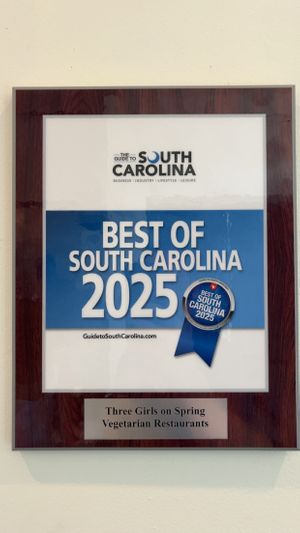 THE GUIDE TO SOUTH CAROLINA
BUSINESS | INDUSTRY | LIFESTYLE | LEISURE
BEST OF
SOUTH CAROLINA
2025
BEST OF
SOUTH
CAROLINA
2025
GuidetoSouthCarolina.com
Three Girls on Spring
Vegetarian Restaurants